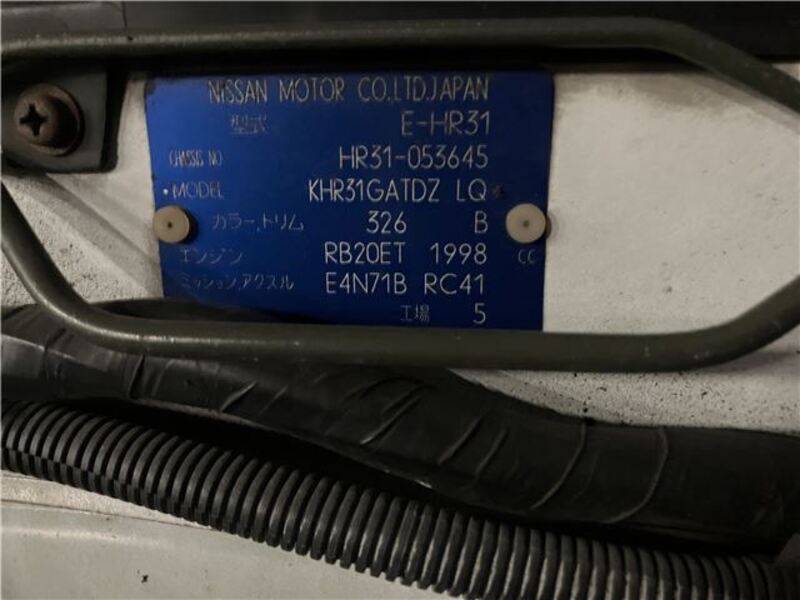 NISSAN MOTOR CO.,LTD.JAPAN
型式 E-HR31
CHASSIS NO HR31-053645
MODEL KHR31GATDZ LQ
カラー,トリム 326 B
エンジン RB20ET 1998 CC
ミッション,アクスル E4N71B RC41
工場 5